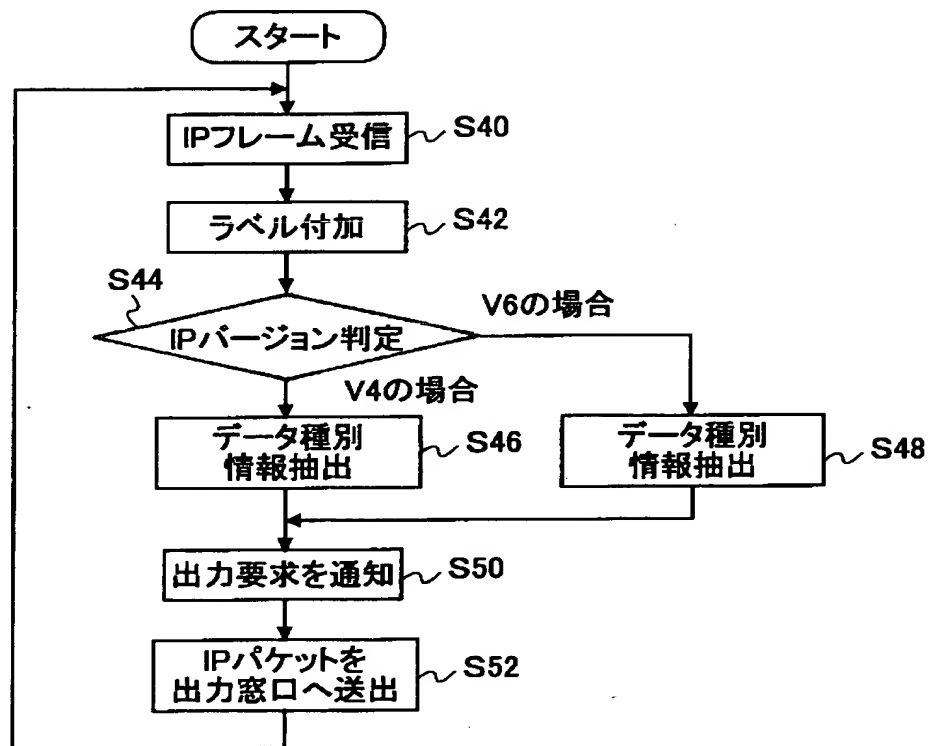 スタート
IPフレーム受信
S40
ラベル付加
S42
S44
IPバージョン判定
V6の場合
V4の場合
データ種別
情報抽出
S46
データ種別
情報抽出
S48
出力要求を通知
S50
IPパケットを
出力窓口へ送出
S52